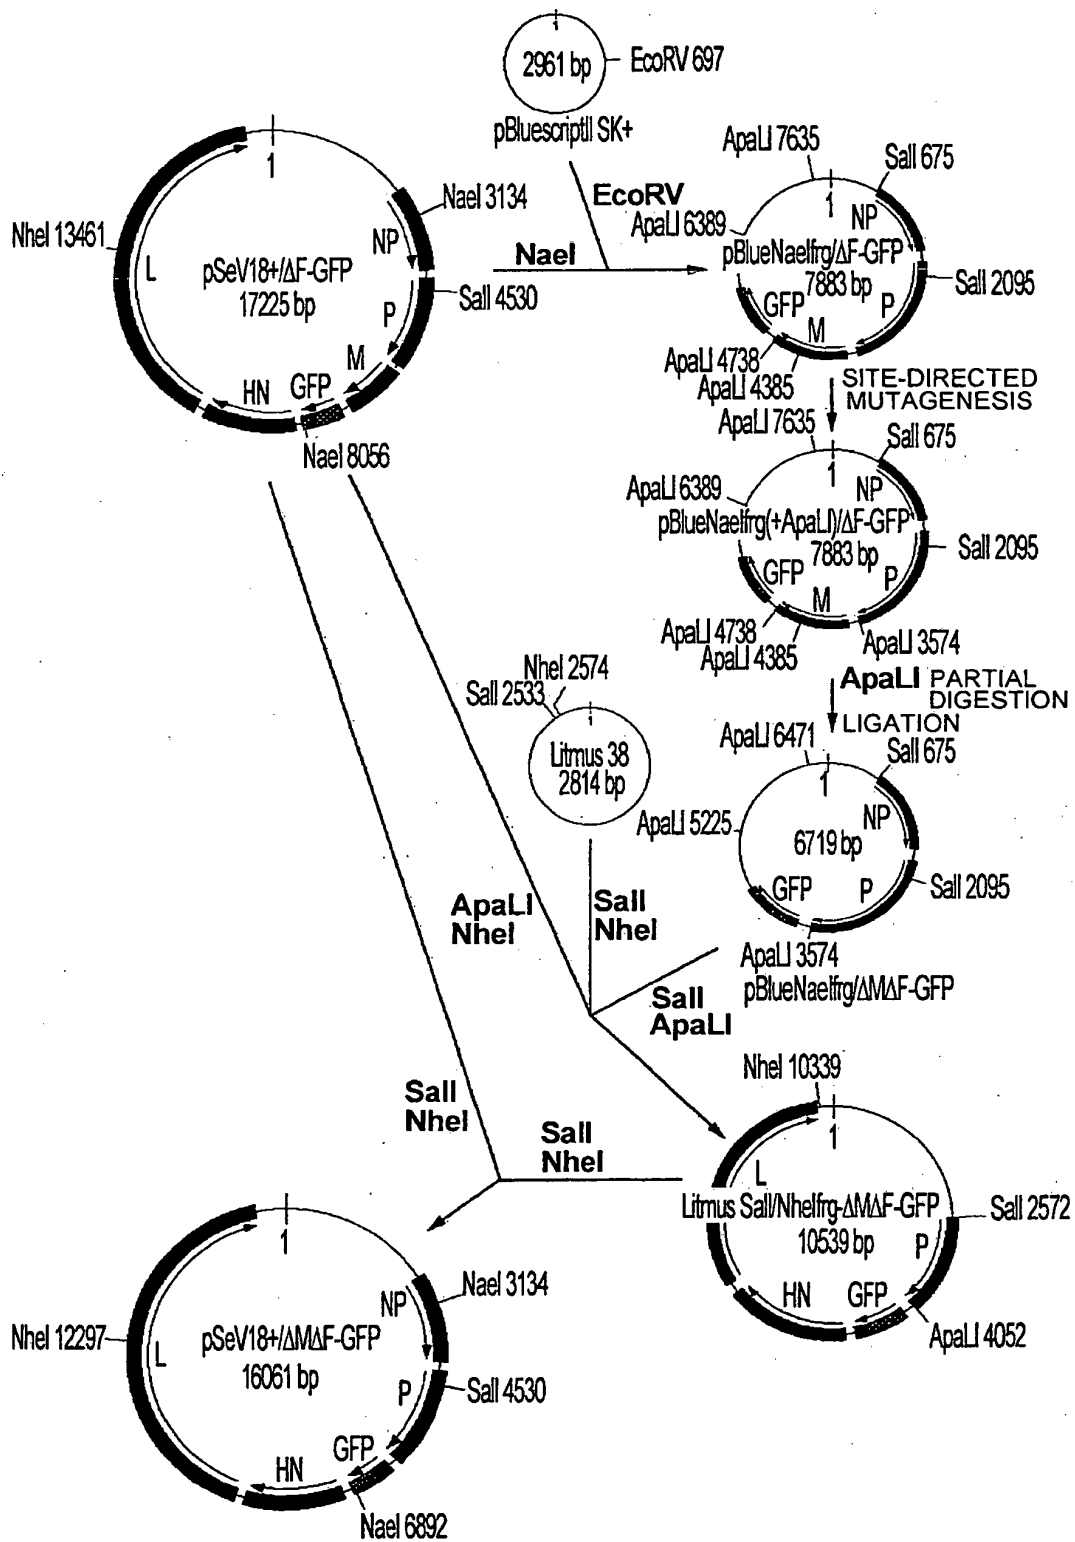 1
2961 bp
EcoRV 697
pBluescriptII SK+
EcoRV
NaeI
1
NheI 13461
L
NaeI 3134
NP
pSeV18+/ΔF-GFP
17225 bp
SalI 4530
P
M
GFP
HN
NaeI 8056
ApaLI 7635
SalI 675
1
NP
ApaLI 6389
pBlueNaeIfrg/ΔF-GFP
7883 bp
SalI 2095
GFP
P
M
ApaLI 4738
ApaLI 4385
SITE-DIRECTED
MUTAGENESIS
ApaLI 7635
SalI 675
1
NP
ApaLI 6389
pBlueNaeIfrg(+ApaLI)/ΔF-GFP
7883 bp
SalI 2095
GFP
P
M
ApaLI 4738
ApaLI 4385
ApaLI 3574
ApaLI PARTIAL
DIGESTION
LIGATION
NheI 2574
SalI 2533
1
Litmus 38
2814 bp
ApaLI 6471
SalI 675
1
NP
ApaLI 5225
6719 bp
SalI 2095
GFP
P
ApaLI 3574
pBlueNaeIfrg/ΔMΔF-GFP
ApaLI
NheI
SalI
NheI
SalI
ApaLI
SalI
NheI
SalI
NheI
NheI 10339
1
L
Litmus SalI/NheIfrg-ΔMΔF-GFP
10539 bp
SalI 2572
P
HN
GFP
ApaLI 4052
1
NaeI 3134
NP
NheI 12297
L
pSeV18+/ΔMΔF-GFP
16061 bp
SalI 4530
P
GFP
HN
NaeI 6892